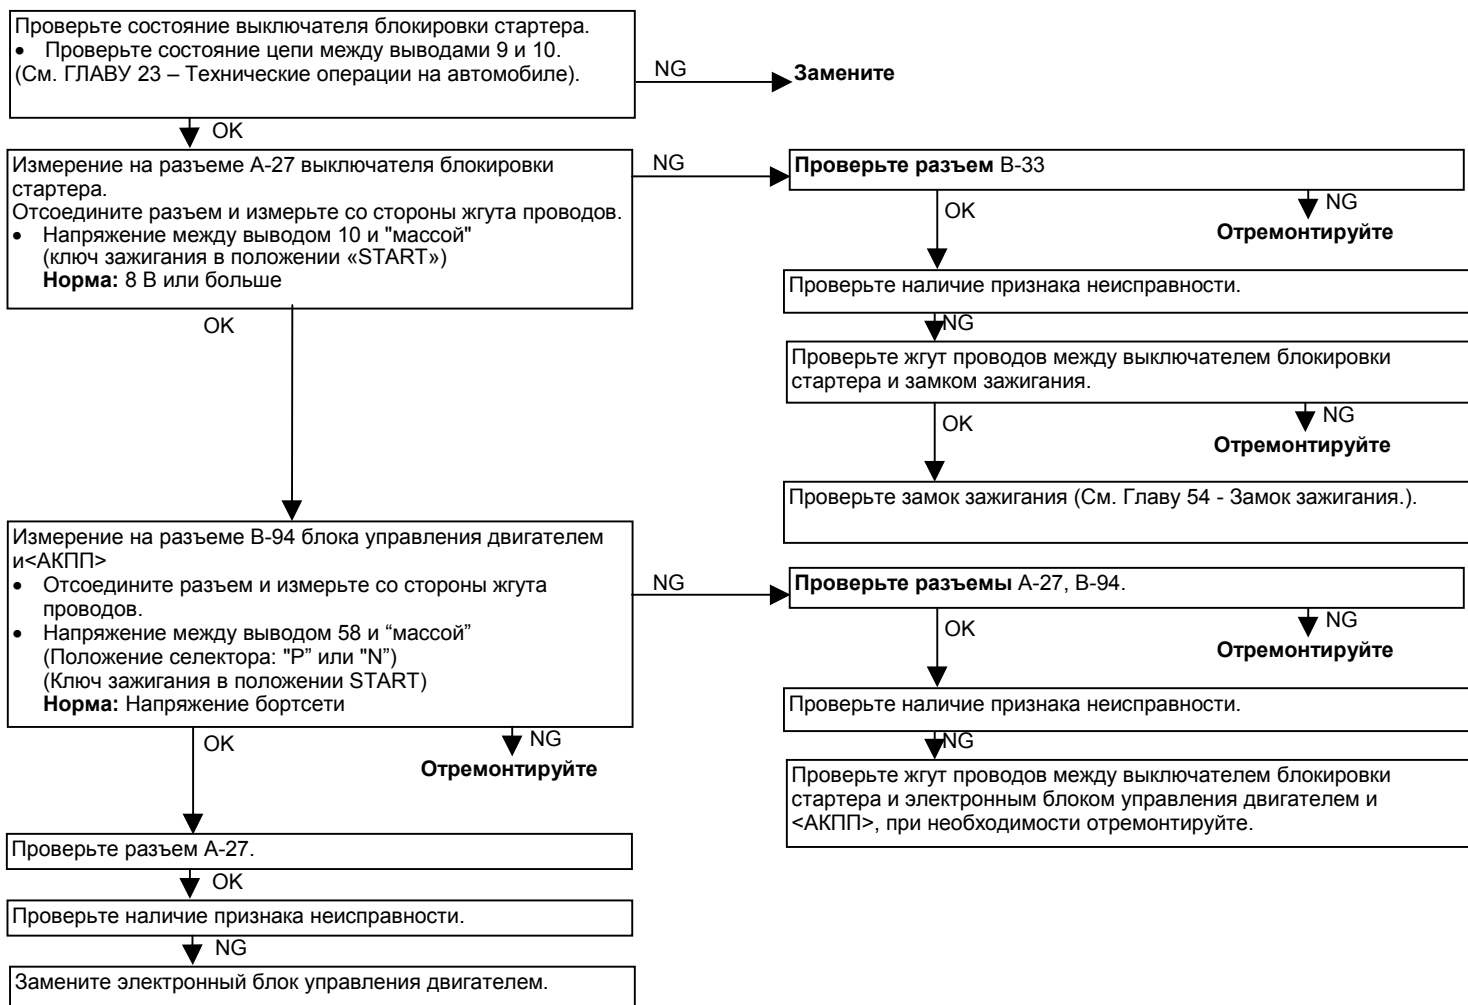 Проверьте состояние выключателя блокировки стартера.
• Проверьте состояние цепи между выводами 9 и 10.
(См. ГЛАВУ 23 – Технические операции на автомобиле).
NG
Замените
OK
Измерение на разъеме А-27 выключателя блокировки
стартера.
Отсоедините разъем и измерьте со стороны жгута проводов.
• Напряжение между выводом 10 и "массой"
(ключ зажигания в положении «START»)
Норма: 8 В или больше
NG
Проверьте разъем В-33
OK
NG
Отремонтируйте
Проверьте наличие признака неисправности.
NG
Проверьте жгут проводов между выключателем блокировки
стартера и замком зажигания.
OK
NG
Отремонтируйте
Проверьте замок зажигания (См. Главу 54 - Замок зажигания.).
OK
Измерение на разъеме В-94 блока управления двигателем
и<АКПП>
• Отсоедините разъем и измерьте со стороны жгута
проводов.
• Напряжение между выводом 58 и “массой”
(Положение селектора: "P” или "N”)
(Ключ зажигания в положении START)
Норма: Напряжение бортсети
NG
Проверьте разъемы А-27, В-94.
OK
NG
Отремонтируйте
Проверьте наличие признака неисправности.
NG
Проверьте жгут проводов между выключателем блокировки
стартера и электронным блоком управления двигателем и
<АКПП>, при необходимости отремонтируйте.
OK
NG
Отремонтируйте
Проверьте разъем А-27.
OK
Проверьте наличие признака неисправности.
NG
Замените электронный блок управления двигателем.